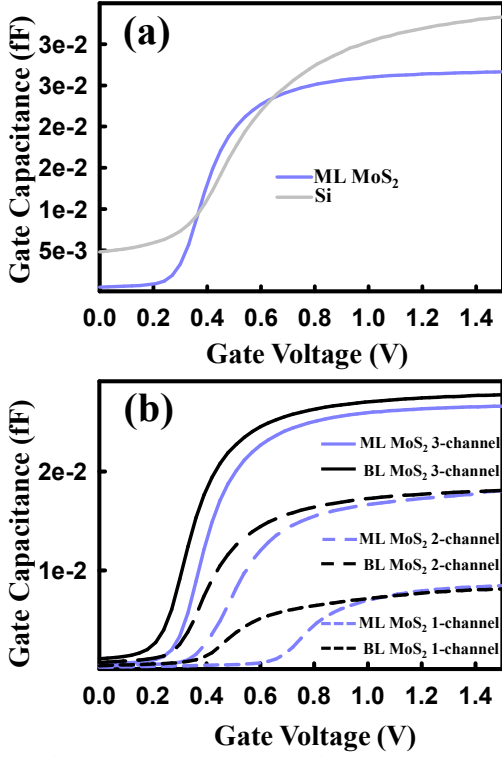 (a)
Gate Capacitance (fF)
3e-2
3e-2
2e-2
2e-2
1e-2
5e-3
ML MoS₂
Si
0.0 0.2 0.4 0.6 0.8 1.0 1.2 1.4
Gate Voltage (V)
(b)
Gate Capacitance (fF)
2e-2
1e-2
ML MoS₂ 3-channel
BL MoS₂ 3-channel
ML MoS₂ 2-channel
BL MoS₂ 2-channel
ML MoS₂ 1-channel
BL MoS₂ 1-channel
0.0 0.2 0.4 0.6 0.8 1.0 1.2 1.4
Gate Voltage (V)